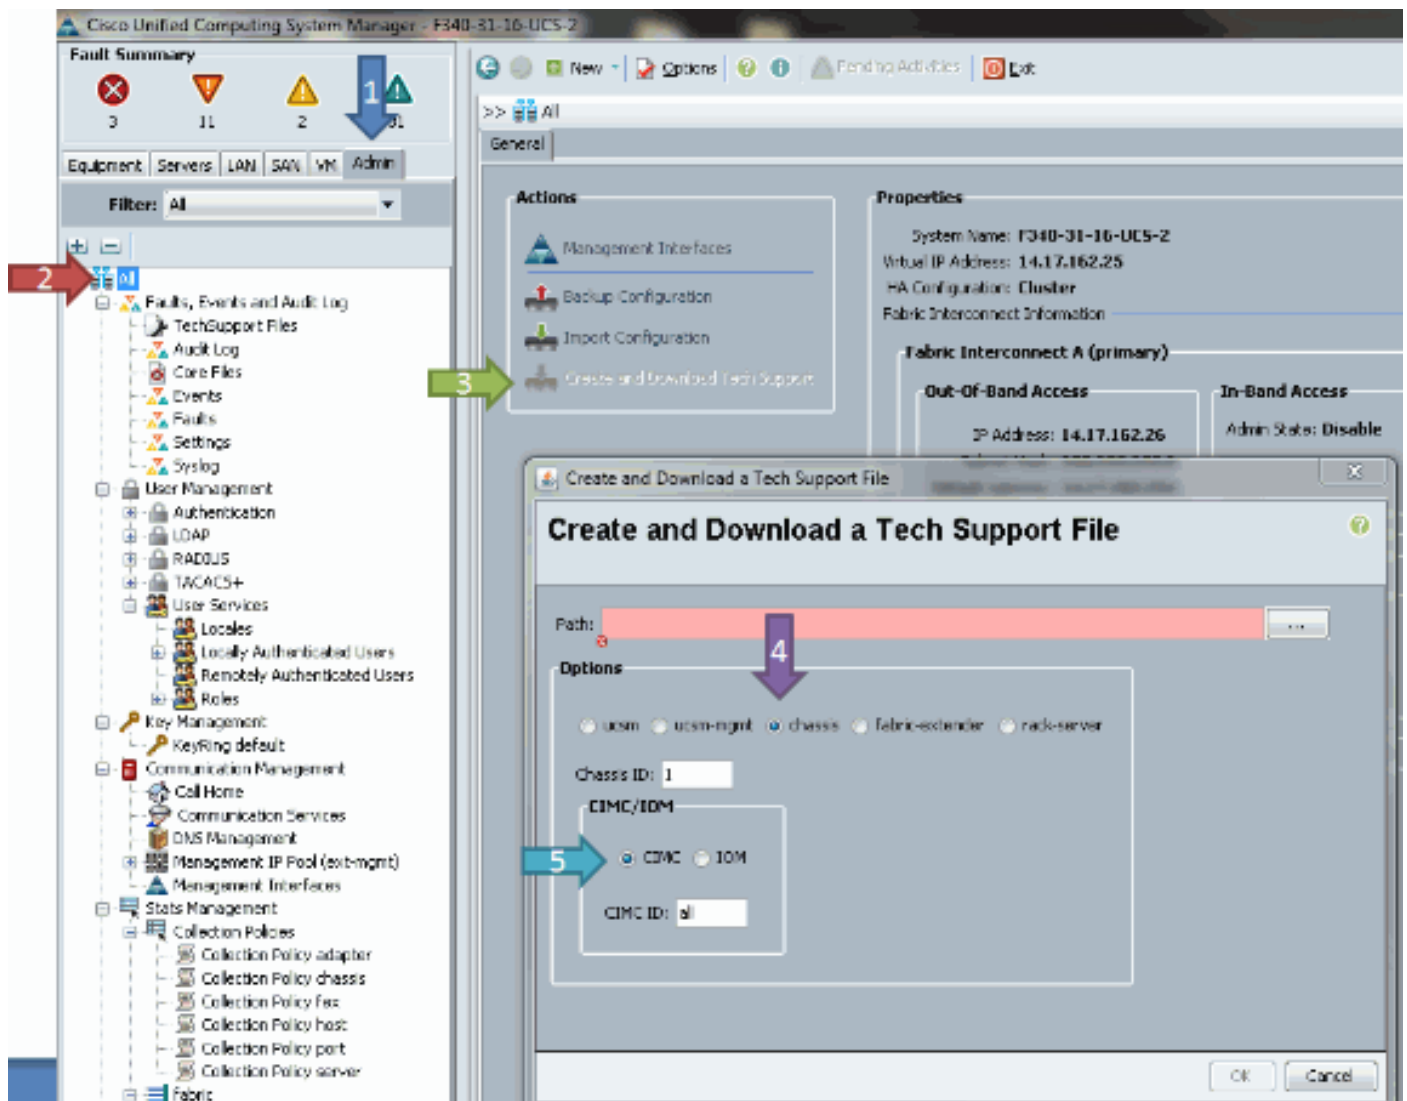 Cisco Unified Computing System Manager - F340-31-16-UCS-2
Fault Summary
3 11 2
1
Equipment Servers LAN SAN VM Admin
Filter: All
2
All
Faults, Events and Audit Log
TechSupport Files
Audit Log
Core Files
Events
Faults
Settings
Syslog
User Management
Authentication
LDAP
RADIUS
TACACS+
User Services
Locales
Locally Authenticated Users
Remotely Authenticated Users
Roles
Key Management
KeyRing default
Communication Management
Call Home
Communication Services
DNS Management
Management IP Pool (ext-mgmt)
Management Interfaces
Stats Management
Collection Policies
Collection Policy adapter
Collection Policy chassis
Collection Policy fex
Collection Policy host
Collection Policy port
Collection Policy server
fabric
New Options Pending Activities Exit
>> All
General
Actions
Management Interfaces
Backup Configuration
Import Configuration
3
Create and Download Tech Support
Properties
System Name: F340-31-16-UCS-2
Virtual IP Address: 14.17.162.25
HA Configuration: Cluster
Fabric Interconnect Information
Fabric Interconnect A (primary)
Out-Of-Band Access
IP Address: 14.17.162.26
In-Band Access
Admin State: Disable
Create and Download a Tech Support File
Create and Download a Tech Support File
Path: ...
4
Options
ucsm ucsm-mgmt chassis fabric-extender rack-server
Chassis ID: 1
CIMC/IOM
5
CIMC IOM
CIMC ID: all
OK Cancel